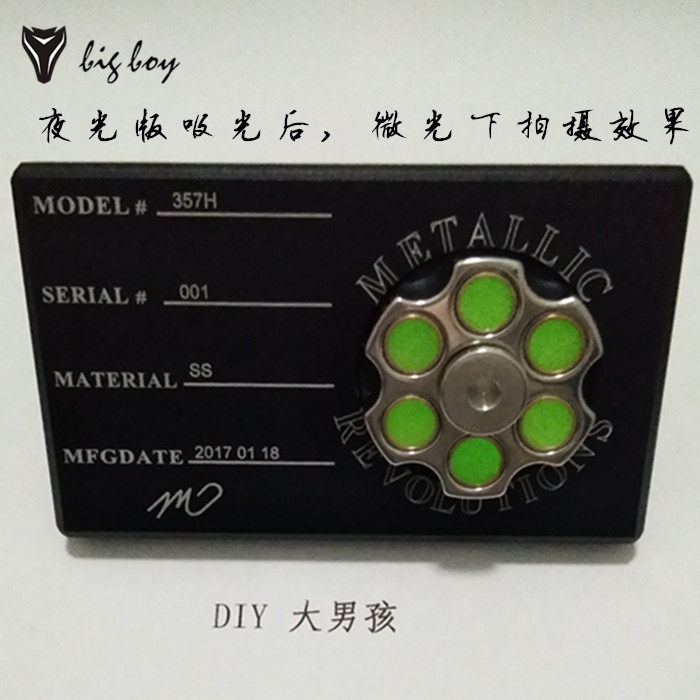 big boy
夜光版吸光后，微光下拍摄效果
MODEL # 357H
SERIAL # 001
MATERIAL SS
MFGDATE 2017 01 18
METALLIC
REVOLUTIONS
DIY 大男孩